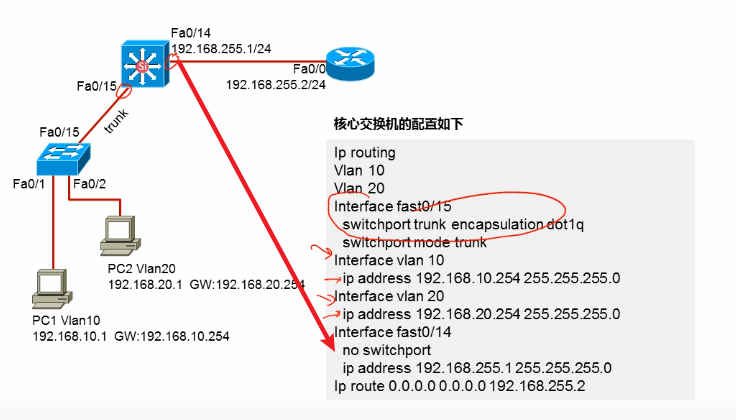 Fa0/14
192.168.255.1/24
Si
Fa0/0
192.168.255.2/24
Fa0/15
trunk
Fa0/15
Fa0/1
Fa0/2
PC2 Vlan20
192.168.20.1 GW:192.168.20.254
PC1 Vlan10
192.168.10.1 GW:192.168.10.254
核心交换机的配置如下
Ip routing
Vlan 10
Vlan 20
Interface fast0/15
switchport trunk encapsulation dot1q
switchport mode trunk
Interface vlan 10
ip address 192.168.10.254 255.255.255.0
Interface vlan 20
ip address 192.168.20.254 255.255.255.0
Interface fast0/14
no switchport
ip address 192.168.255.1 255.255.255.0
Ip route 0.0.0.0 0.0.0.0 192.168.255.2